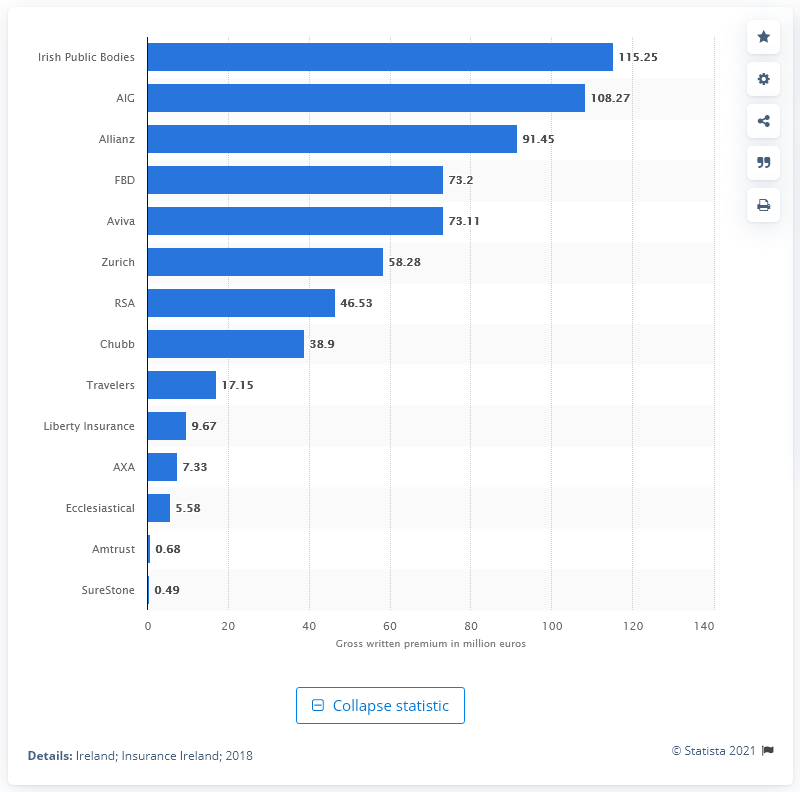 Irish Public Bodies 115.25
AIG 108.27
Allianz 91.45
FBD 73.2
Aviva 73.11
Zurich 58.28
RSA 46.53
Chubb 38.9
Travelers 17.15
Liberty Insurance 9.67
AXA 7.33
Ecclesiastical 5.58
Amtrust 0.68
SureStone 0.49
0 20 40 60 80 100 120 140
Gross written premium in million euros
Collapse statistic
Details: Ireland; Insurance Ireland; 2018
© Statista 2021